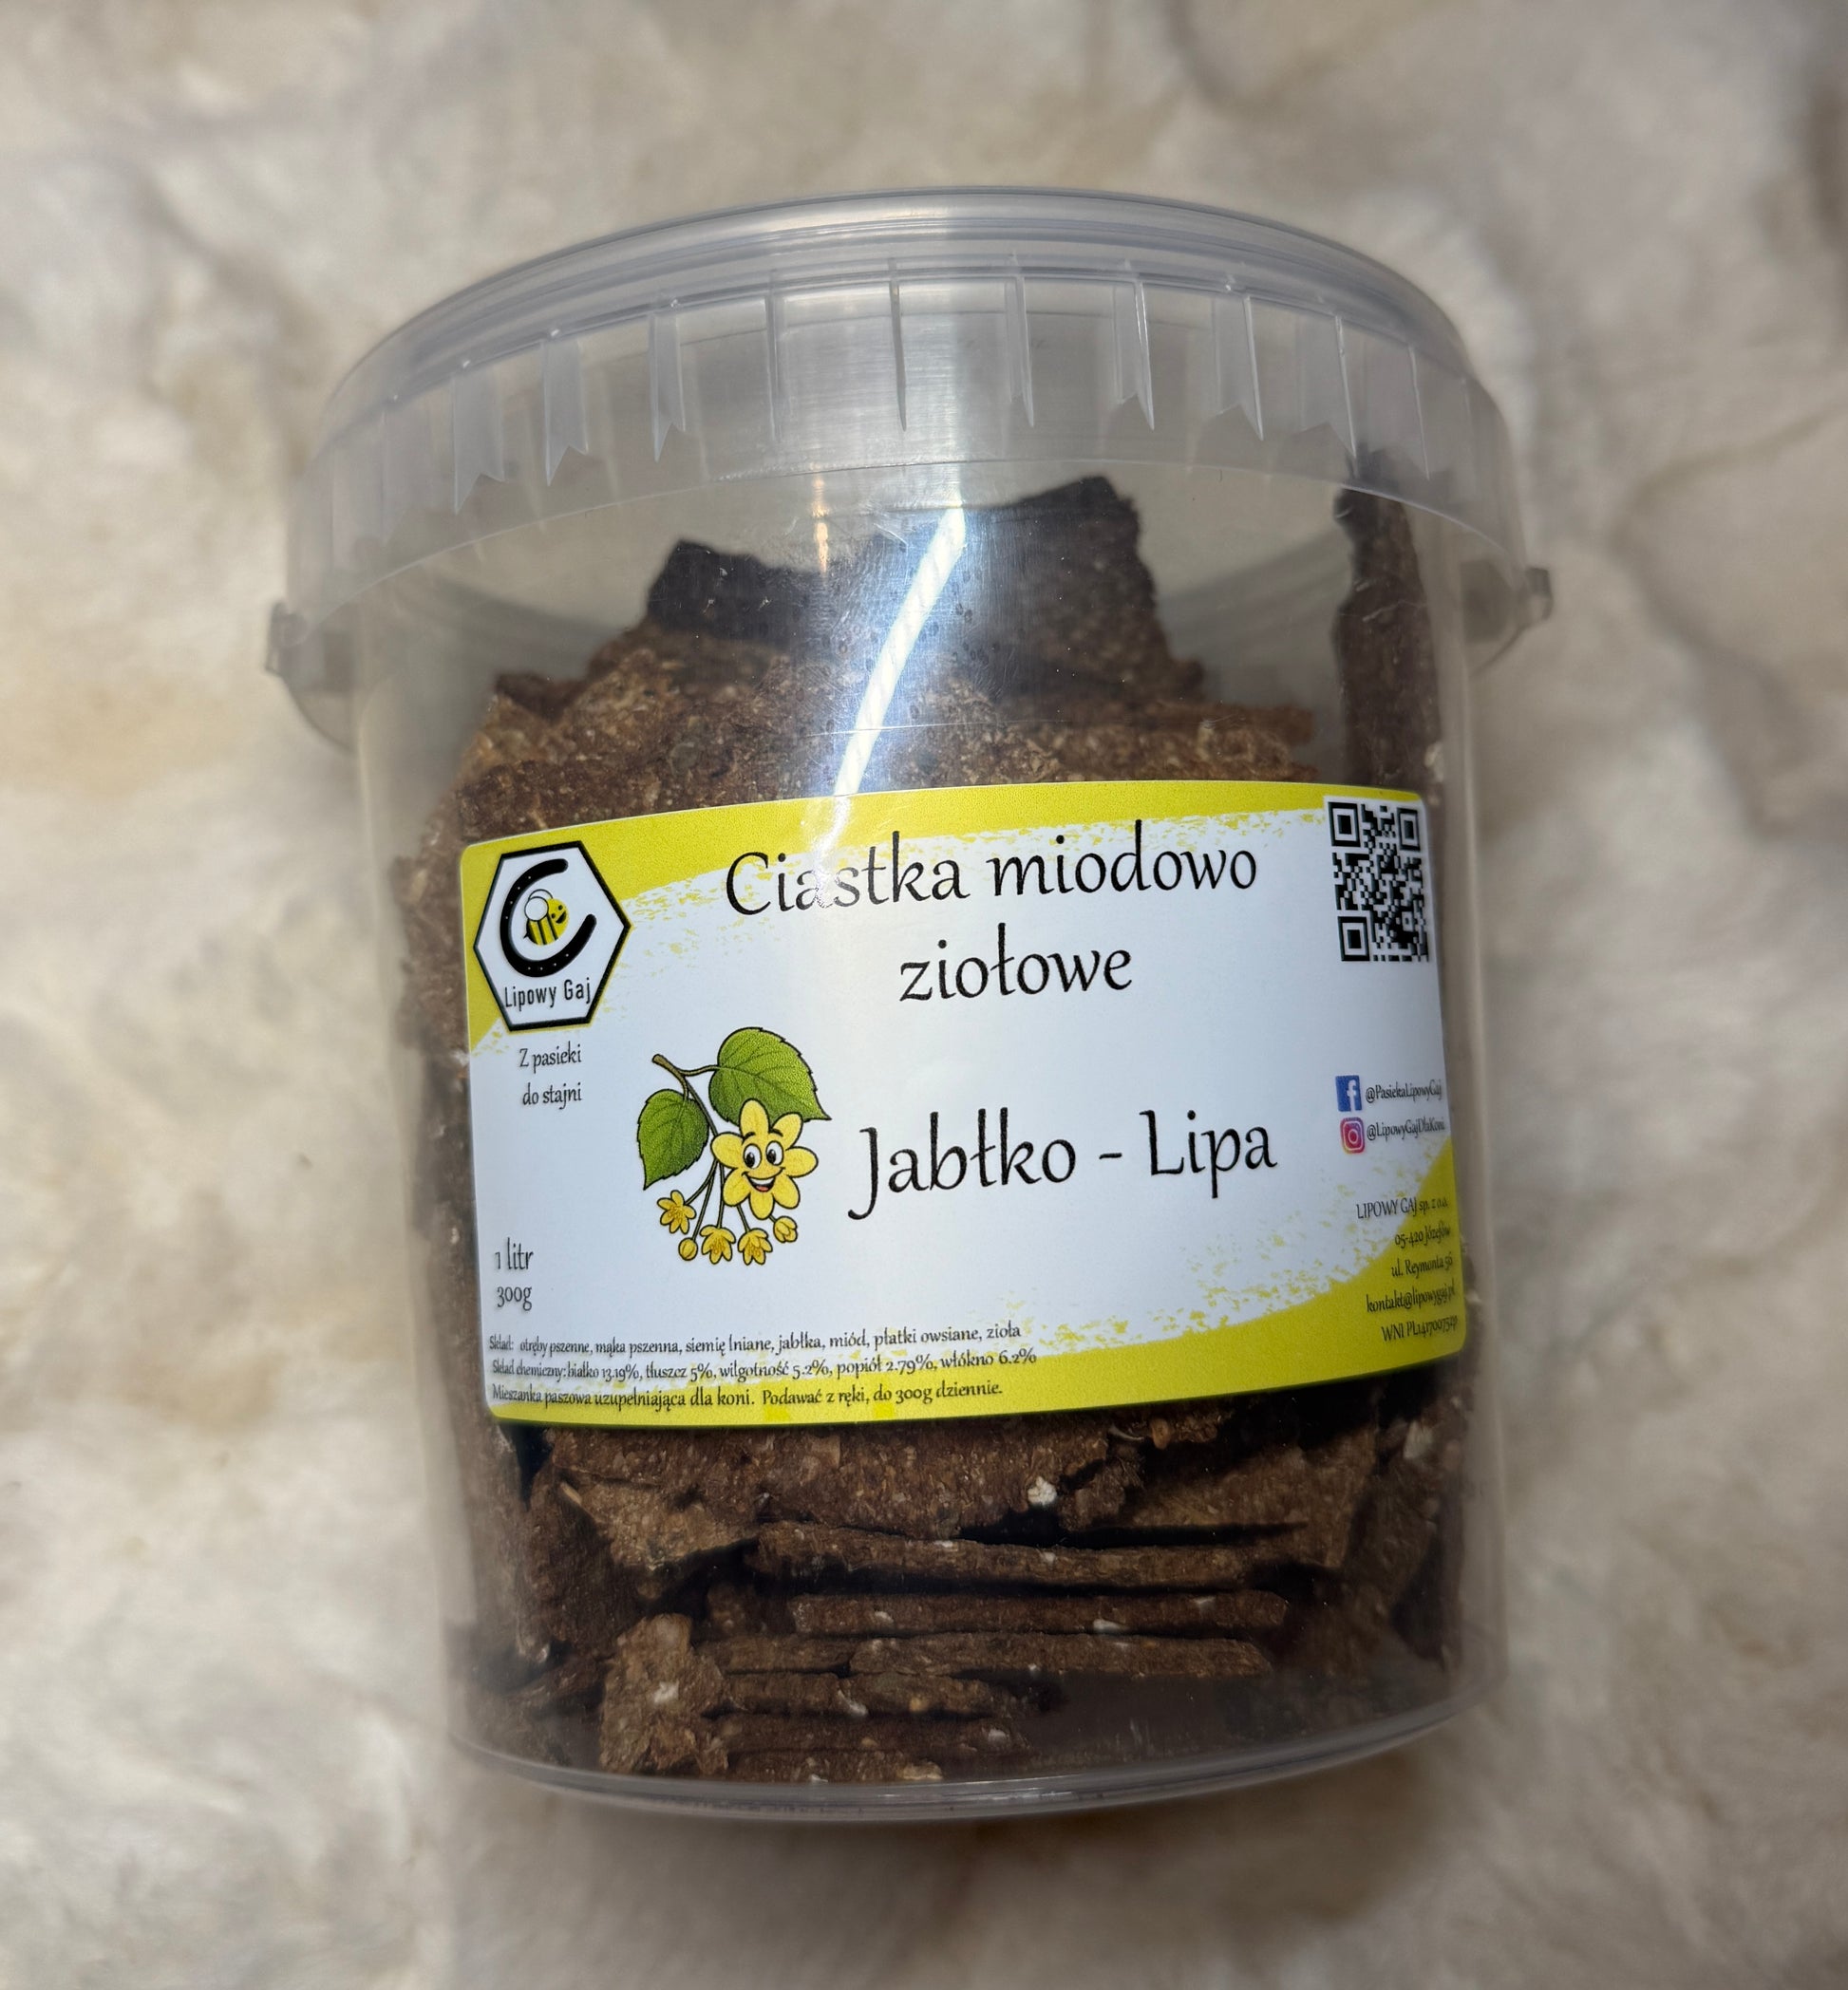 Ciastka miodowo
ziołowe
Lipowy Gaj
Z pasieki
do stajni
Jabłko - Lipa
@PasiekaLipowyGaj
@LipowyGajDlaKoni
LIPOWY GAJ sp. z o.o.
05-420 Józefów
ul. Reymonta 56
kontakt@lipowygaj.pl
WNI
1 litr
300g
Skład: otręby pszenne, mąka pszenna, siemię lniane, jabłka, miód, płatki owsiane, zioła
Skład chemiczny: białko 13.19%, tłuszcz 5%, wilgotność 5.2%, popiół 2.79%, włókno 6.2%
Mieszanka paszowa uzupełniająca dla koni. Podawać z ręki, do 300g dziennie.